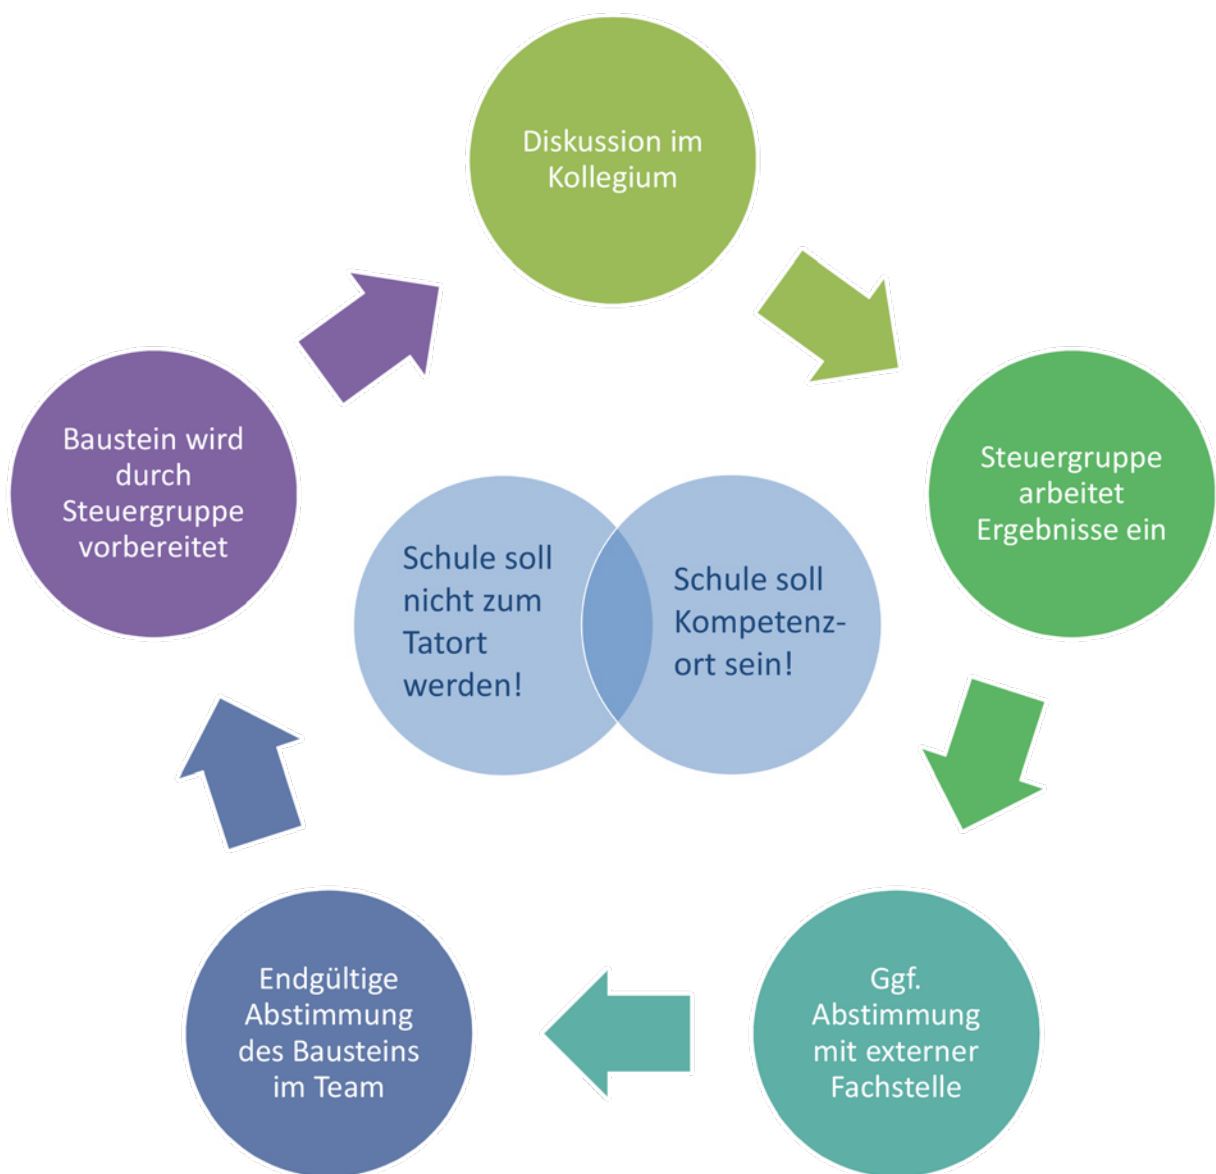 Diskussion im
Kollegium
Steuergruppe
arbeitet
Ergebnisse ein
Ggf.
Abstimmung
mit externer
Fachstelle
Endgültige
Abstimmung
des Bausteins
im Team
Baustein wird
durch
Steuergruppe
vorbereitet
Schule soll
nicht zum
Tatort
werden!
Schule soll
Kompetenz-
ort sein!